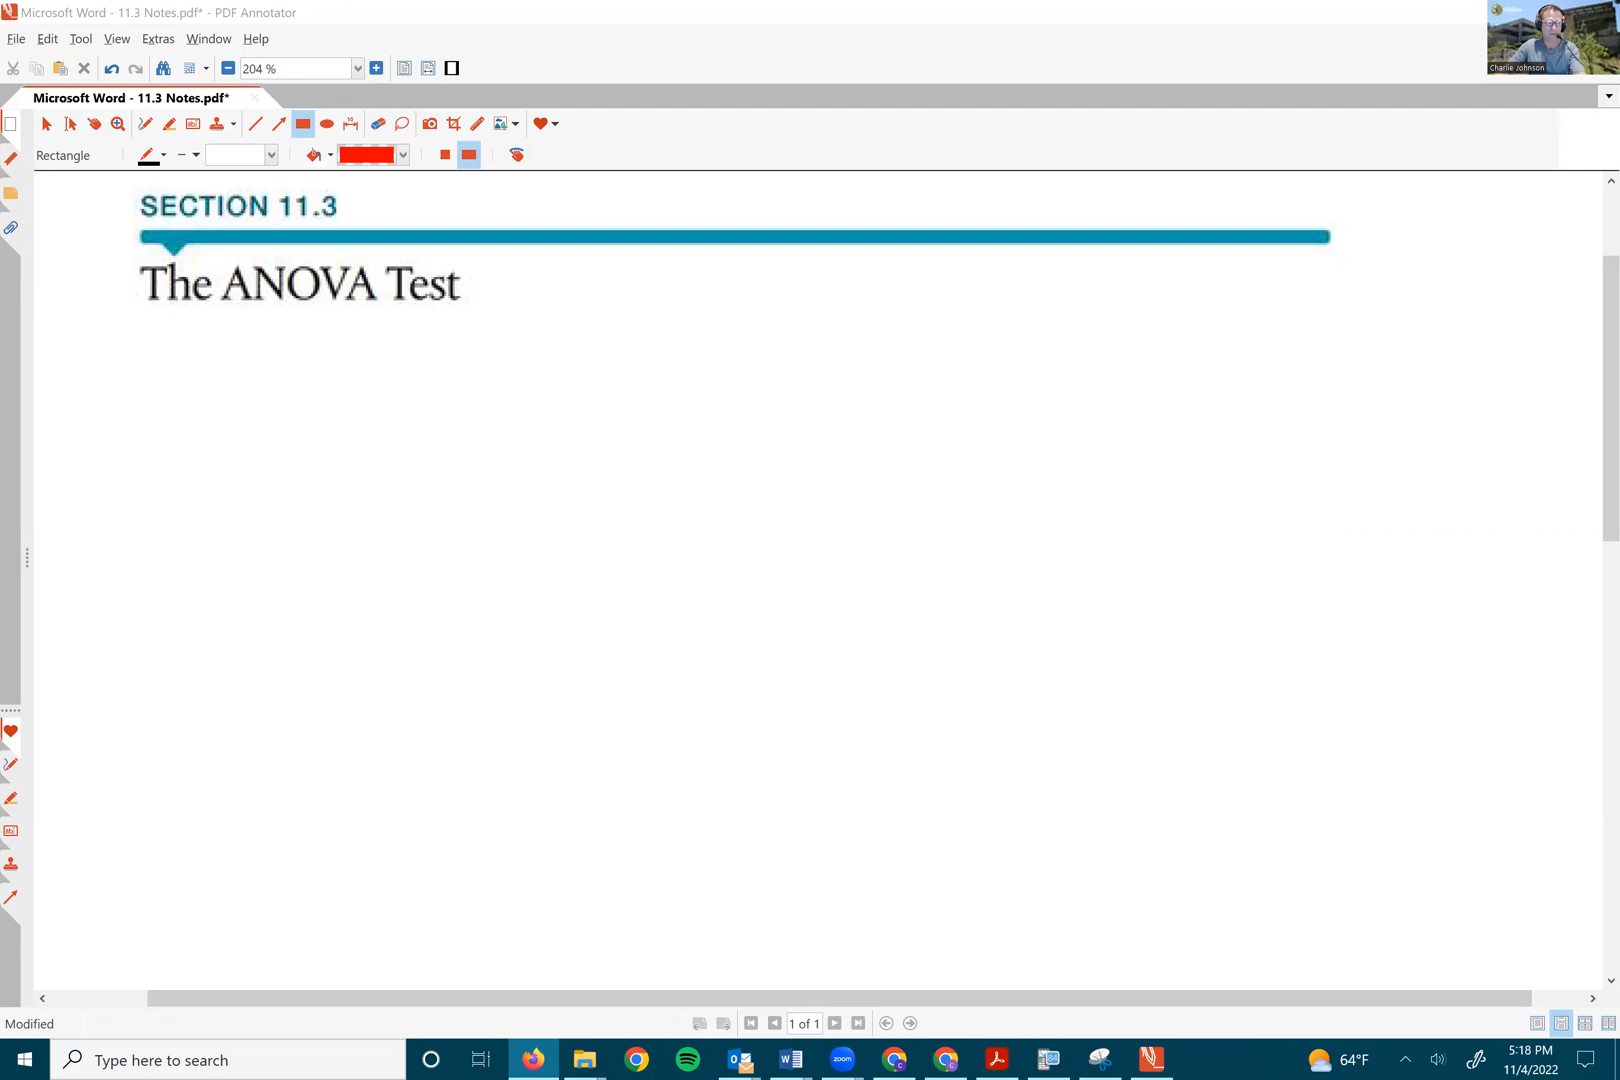 Microsoft Word - 11.3 Notes.pdf* - PDF Annotator
File Edit Tool View Extras Window Help
204 %
Microsoft Word - 11.3 Notes.pdf*
Rectangle
Charlie Johnson
SECTION 11.3
The ANOVA Test
Modified
1 of 1
Type here to search
zoom
64°F
5:18 PM
11/4/2022